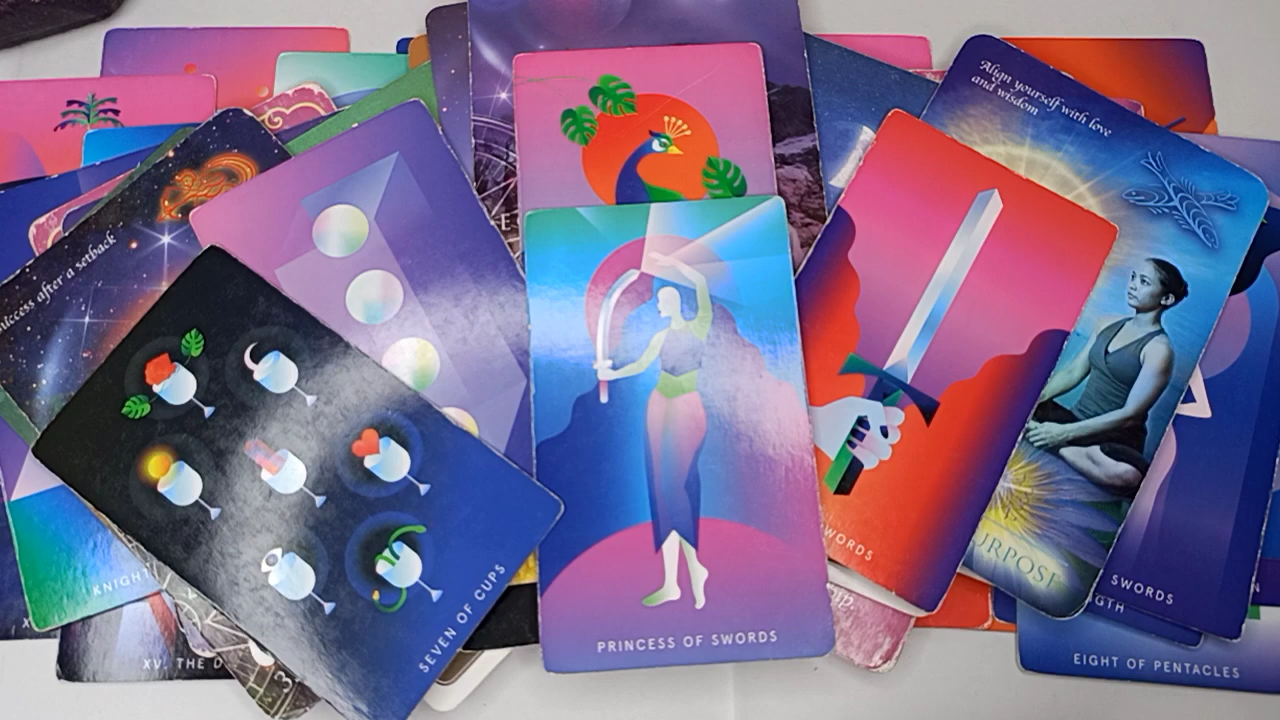 Align yourself with love
and wisdom
success after a setback
SWORDS
URPOSE
KNIGHT
SWORDS
GTH
SEVEN OF CUPS
PRINCESS OF SWORDS
XV. THE D
EIGHT OF PENTACLES